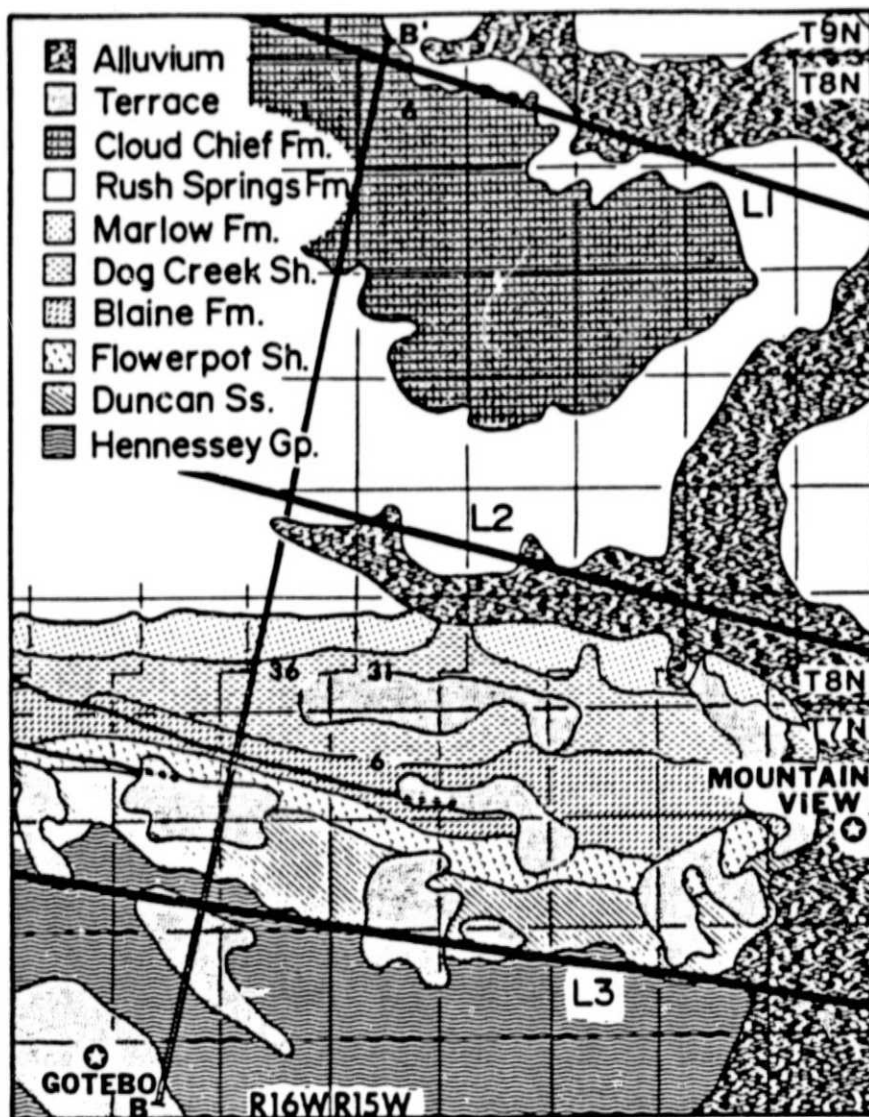 B'
T9N
T8N
Alluvium
Terrace
Cloud Chief Fm.
6
Rush Springs Fm
L1
Marlow Fm.
Dog Creek Sh.
Blaine Fm.
Flowerpot Sh.
Duncan Ss.
Hennessey Gp.
L2
36 31
T8N
T7N
6
MOUNTAIN
VIEW
L3
GOTEBO
B
R16W R15W